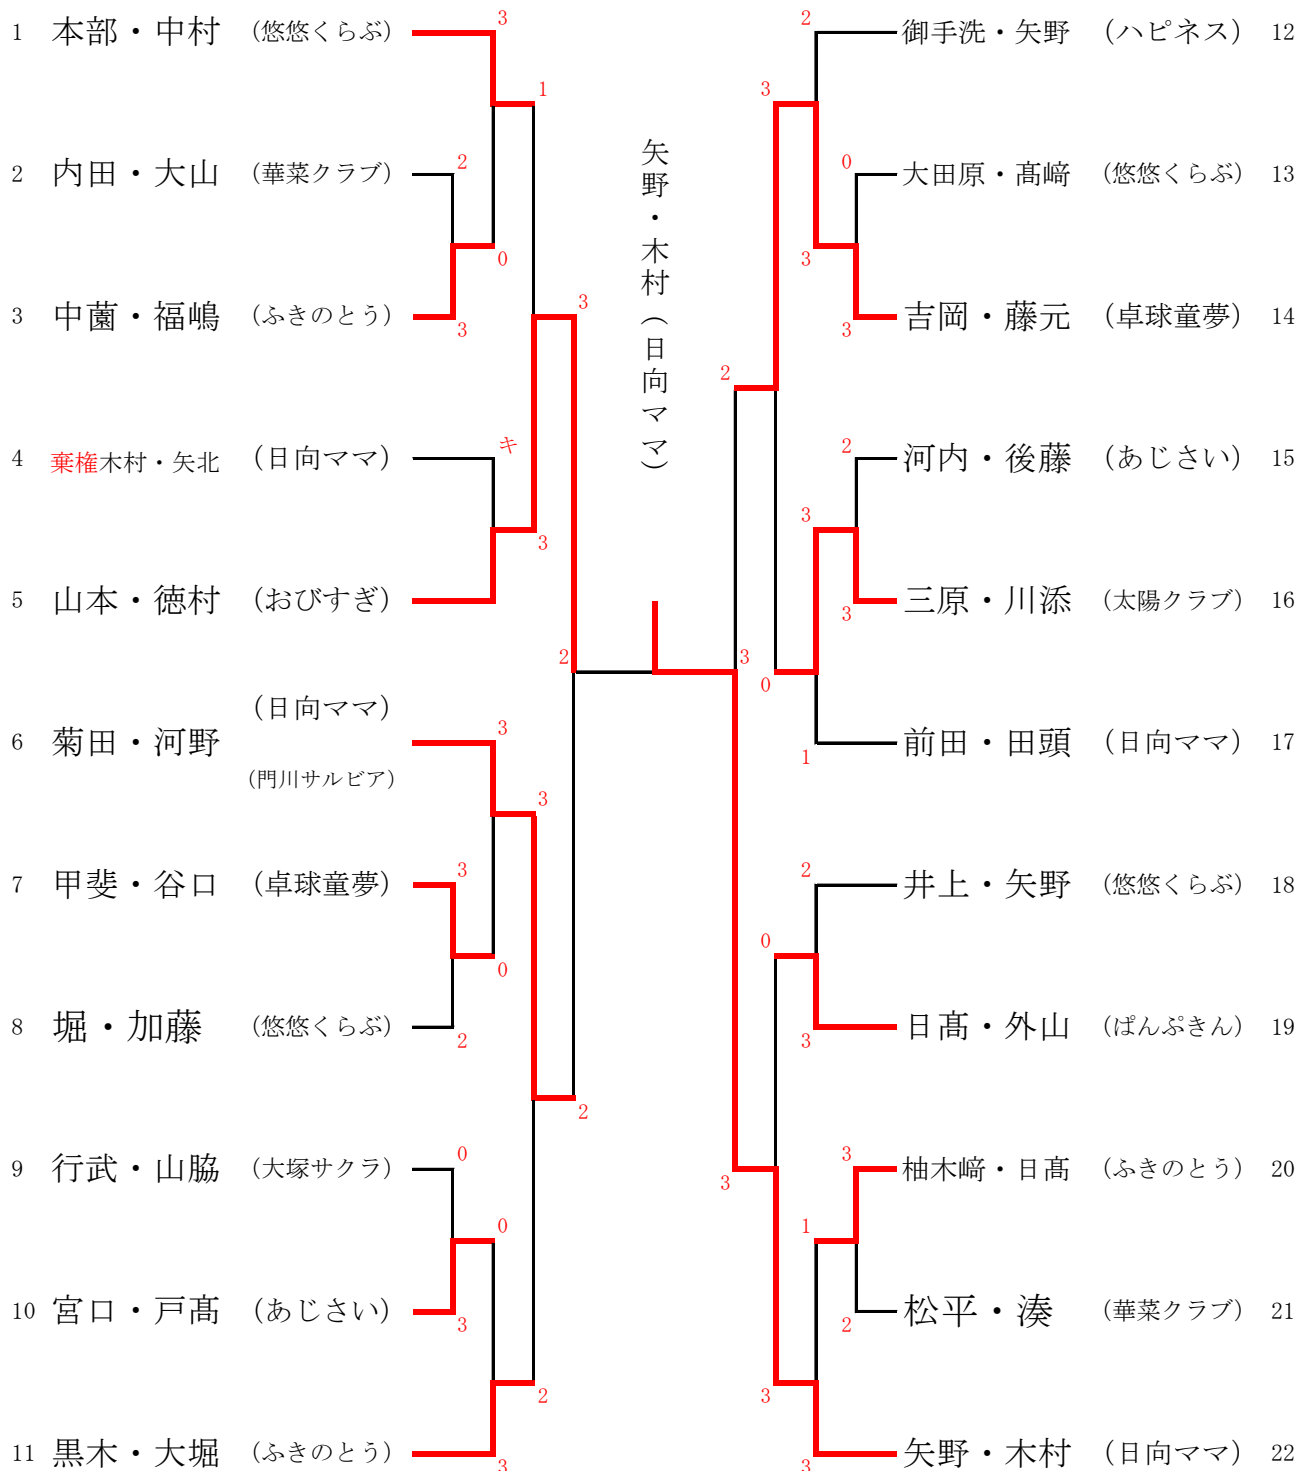 1 本部・中村 (悠悠くらぶ)
2 内田・大山 (華菜クラブ)
3 中薗・福嶋 (ふきのとう)
4 棄権木村・矢北 (日向ママ)
5 山本・徳村 (おびすぎ)
(日向ママ)
6 菊田・河野
(門川サルビア)
7 甲斐・谷口 (卓球童夢)
8 堀・加藤 (悠悠くらぶ)
9 行武・山脇 (大塚サクラ)
10 宮口・戸髙 (あじさい)
11 黒木・大堀 (ふきのとう)
3
1
2
0
3
3
キ
3
2
3
3
3
0
2
2
0
0
3
2
3
矢野・木村(日向ママ)
2
3
0
3
3
2
2
3
3
3
0
1
2
0
3
3
3
1
2
3
3
御手洗・矢野 (ハピネス) 12
大田原・髙﨑 (悠悠くらぶ) 13
吉岡・藤元 (卓球童夢) 14
河内・後藤 (あじさい) 15
三原・川添 (太陽クラブ) 16
前田・田頭 (日向ママ) 17
井上・矢野 (悠悠くらぶ) 18
日髙・外山 (ぱんぷきん) 19
柚木﨑・日髙 (ふきのとう) 20
松平・湊 (華菜クラブ) 21
矢野・木村 (日向ママ) 22